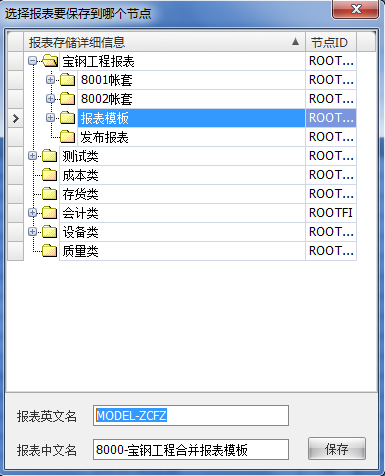 选择报表要保存到哪个节点
报表存储详细信息 节点ID
宝钢工程报表 ROOT...
8001帐套 ROOT...
8002帐套 ROOT...
报表模板 ROOT...
发布报表 ROOT...
测试类 ROOT...
成本类 ROOT...
存货类 ROOT...
会计类 ROOTFI
设备类 ROOT...
质量类 ROOT...
报表英文名 MODEL-ZCFZ
报表中文名 8000-宝钢工程合并报表模板 保存